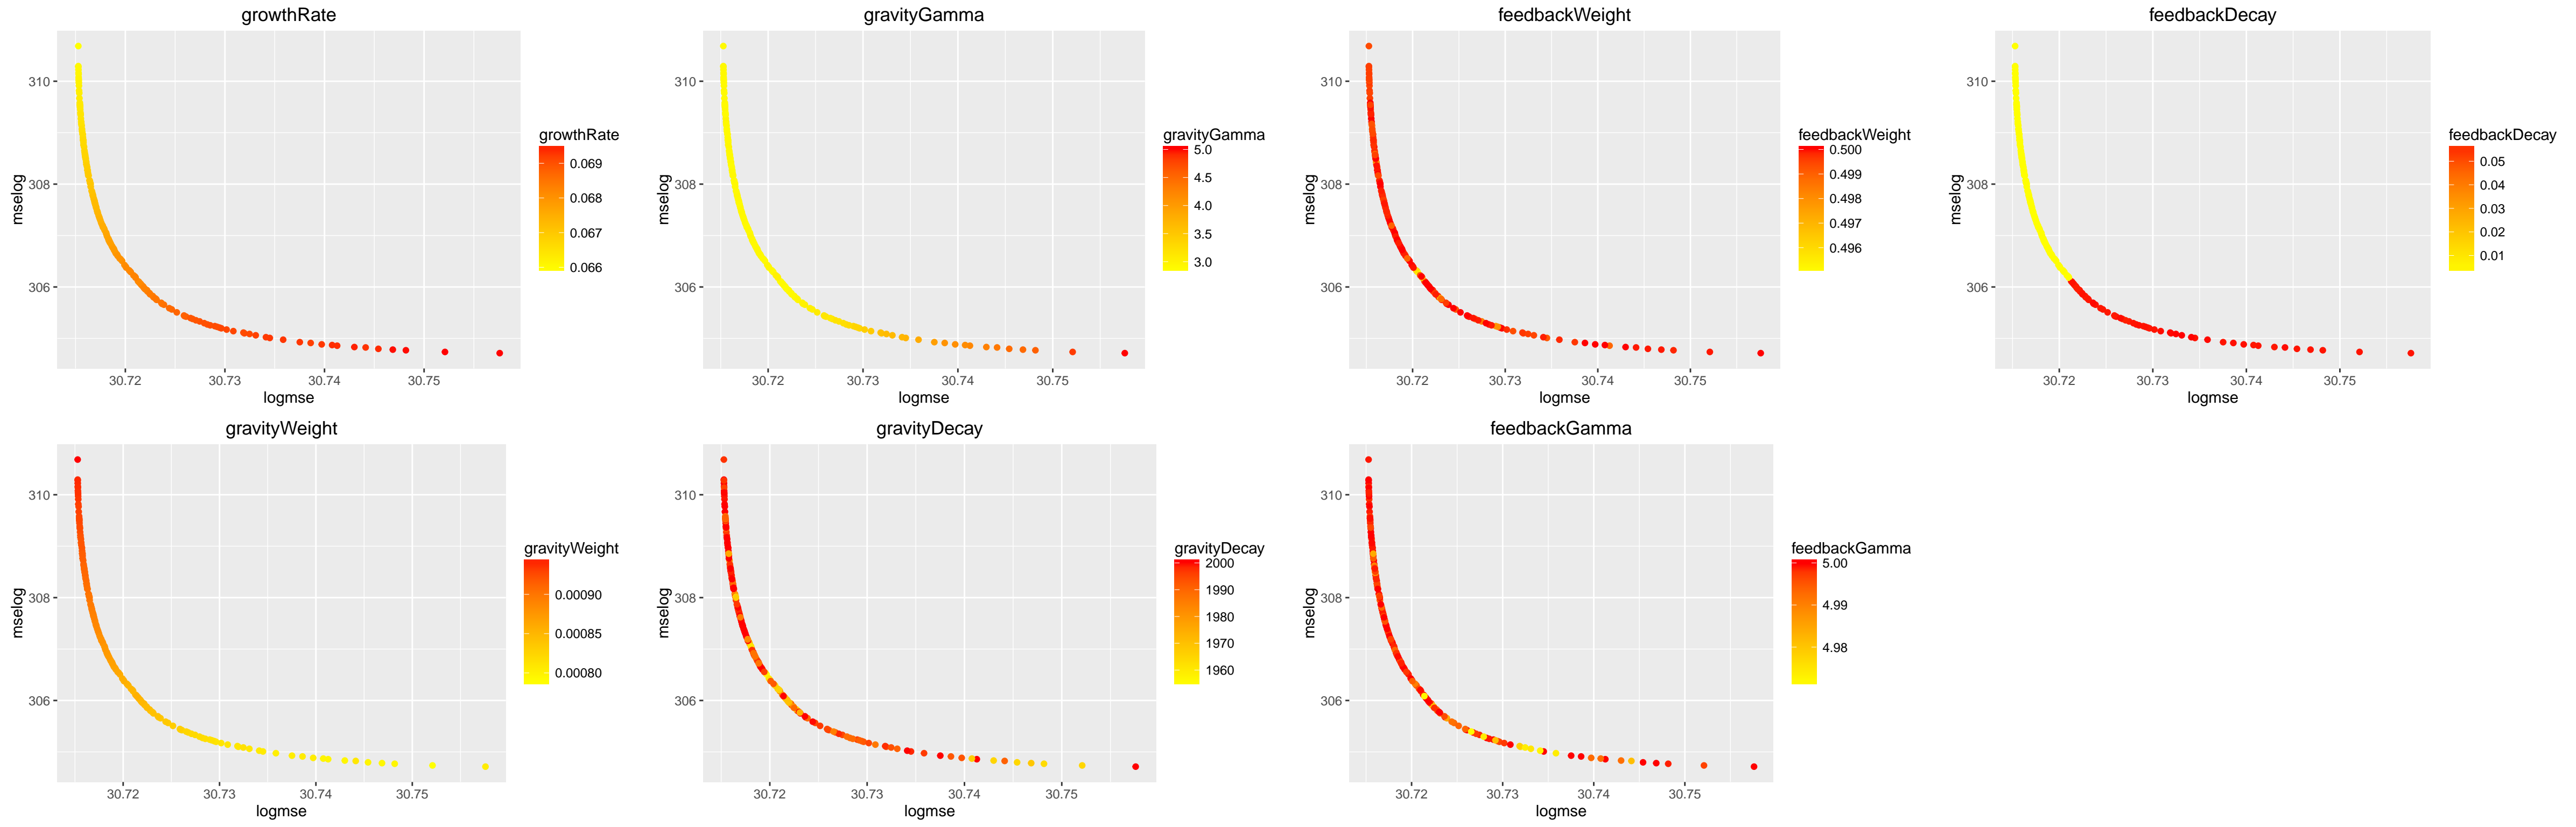 growthRate
310
308
306
mselog
30.72 30.73 30.74 30.75
logmse
growthRate
0.069
0.068
0.067
0.066
gravityGamma
310
308
306
mselog
30.72 30.73 30.74 30.75
logmse
gravityGamma
5.0
4.5
4.0
3.5
3.0
feedbackWeight
310
308
306
mselog
30.72 30.73 30.74 30.75
logmse
feedbackWeight
0.500
0.499
0.498
0.497
0.496
feedbackDecay
310
308
306
mselog
30.72 30.73 30.74 30.75
logmse
feedbackDecay
0.05
0.04
0.03
0.02
0.01
gravityWeight
310
308
306
mselog
30.72 30.73 30.74 30.75
logmse
gravityWeight
0.00090
0.00085
0.00080
gravityDecay
310
308
306
mselog
30.72 30.73 30.74 30.75
logmse
gravityDecay
2000
1990
1980
1970
1960
feedbackGamma
310
308
306
mselog
30.72 30.73 30.74 30.75
logmse
feedbackGamma
5.00
4.99
4.98